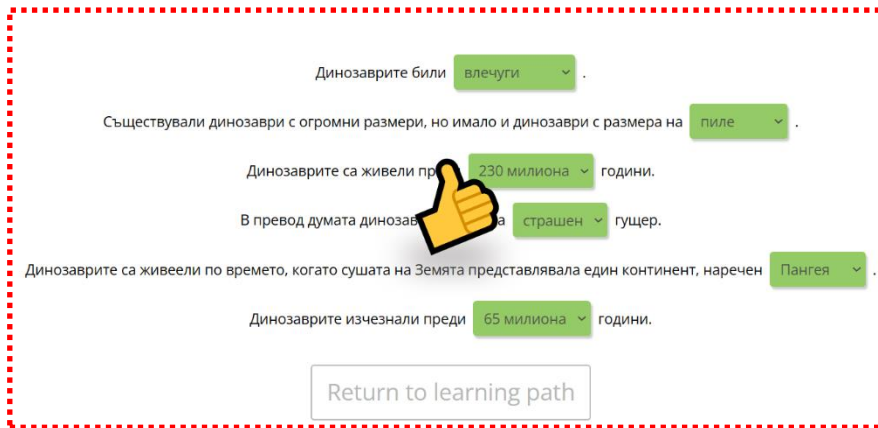 Динозаврите били влечуги .
Съществували динозаври с огромни размери, но имало и динозаври с размера на пиле .
Динозаврите са живели 230 милиона години.
В превод думата страшен гущер.
Динозаврите са живеели по времето, когато сушата на Земята представлявала един континент, наречен Пангея .
Динозаврите изчезнали преди 65 милиона години.
Return to learning path